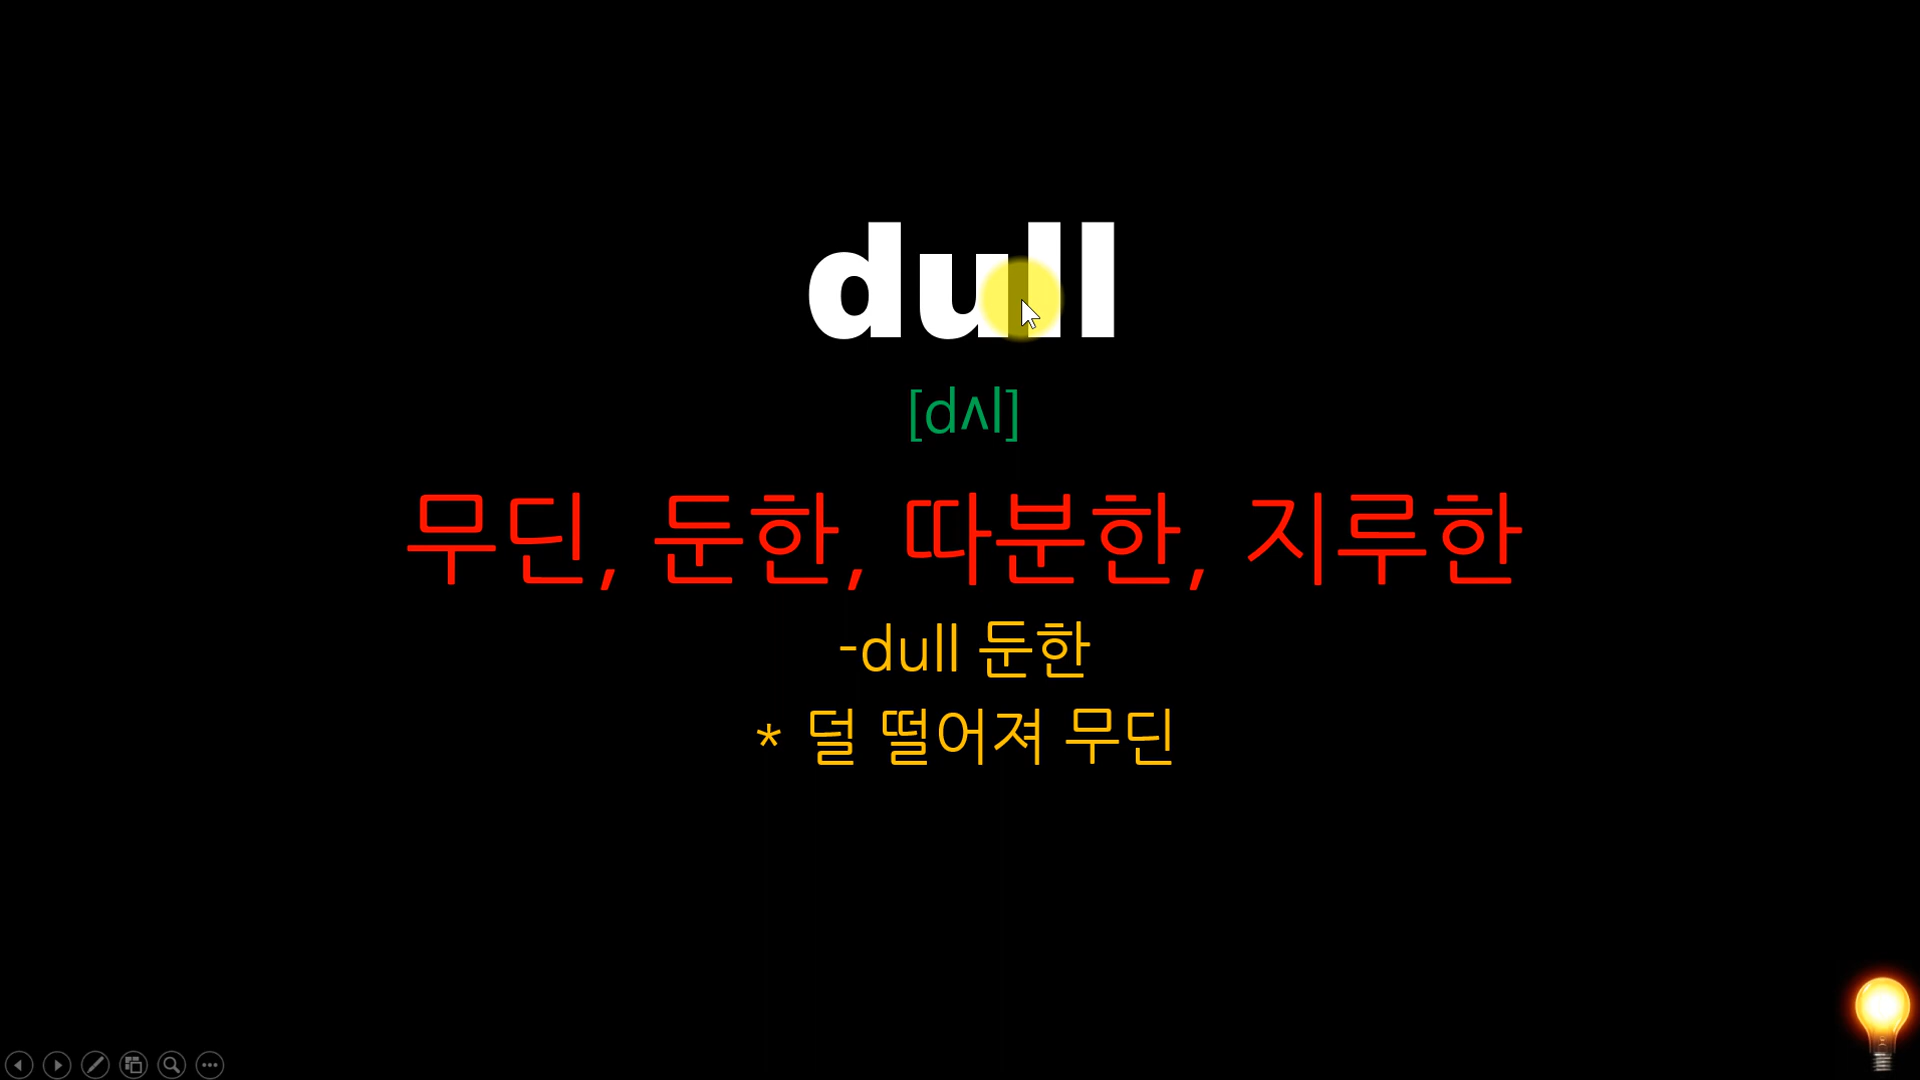 dull
[dʌl]
무딘, 둔한, 따분한, 지루한
-dull 둔한
* 덜 떨어져 무딘